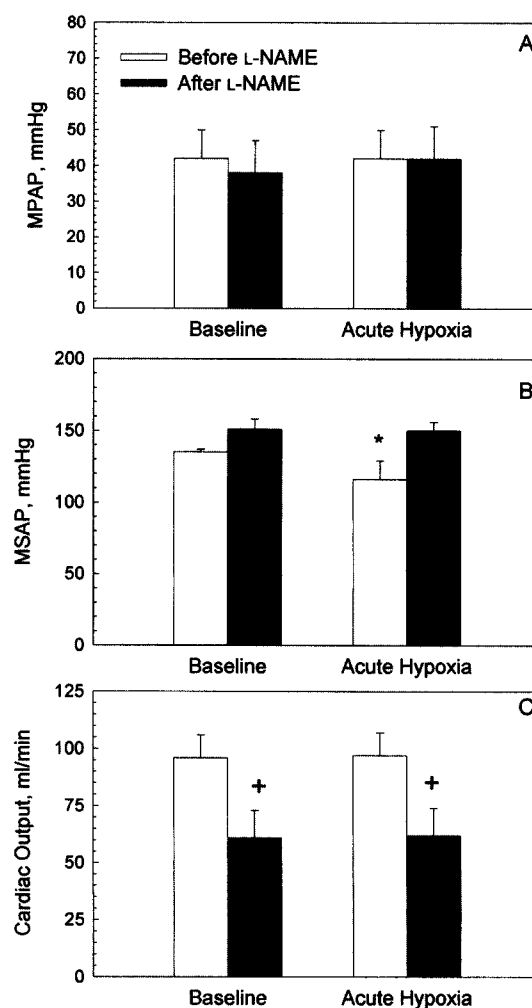 A
Before L-NAME
After L-NAME
MPAP, mmHg
80
70
60
50
40
30
20
10
0
Baseline Acute Hypoxia
B
MSAP, mmHg
200
150
100
50
0
*
Baseline Acute Hypoxia
C
Cardiac Output, ml/min
125
100
75
50
25
0
+ +
Baseline Acute Hypoxia